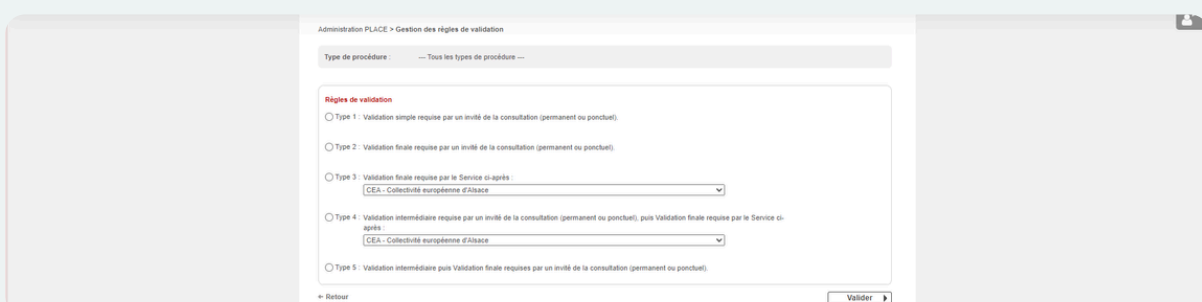 Administration PLACE > Gestion des règles de validation
Type de procédure : --- Tous les types de procédure ---
Règles de validation
Type 1 : Validation simple requise par un invité de la consultation (permanent ou ponctuel).
Type 2 : Validation finale requise par un invité de la consultation (permanent ou ponctuel).
Type 3 : Validation finale requise par le Service ci-après :
CEA - Collectivité européenne d'Alsace
Type 4 : Validation intermédiaire requise par un invité de la consultation (permanent ou ponctuel), puis Validation finale requise par le Service ci-
après :
CEA - Collectivité européenne d'Alsace
Type 5 : Validation intermédiaire puis Validation finale requises par un invité de la consultation (permanent ou ponctuel).
Retour Valider